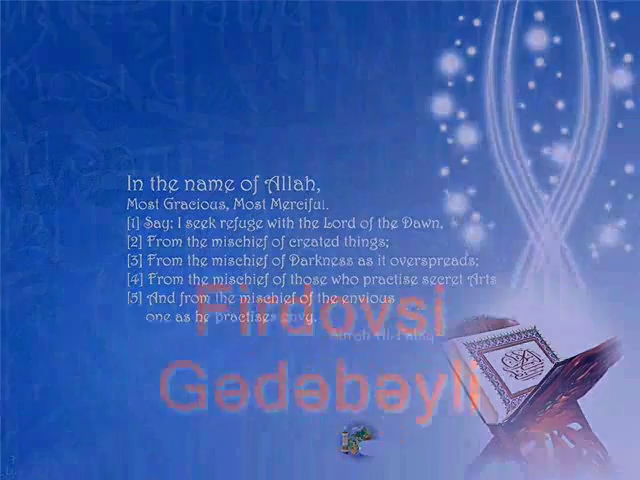 In the name of Allah,
Most Gracious, Most Merciful.
[1] Say: I seek refuge with the Lord of the Dawn,
[2] From the mischief of created things;
[3] From the mischief of Darkness as it overspreads;
[4] From the mischief of those who practise secret Arts
[5] And from the mischief of the envious
one as he practises envy.
Surah Al-Falaq
Firdovsi
Gədəbəyli